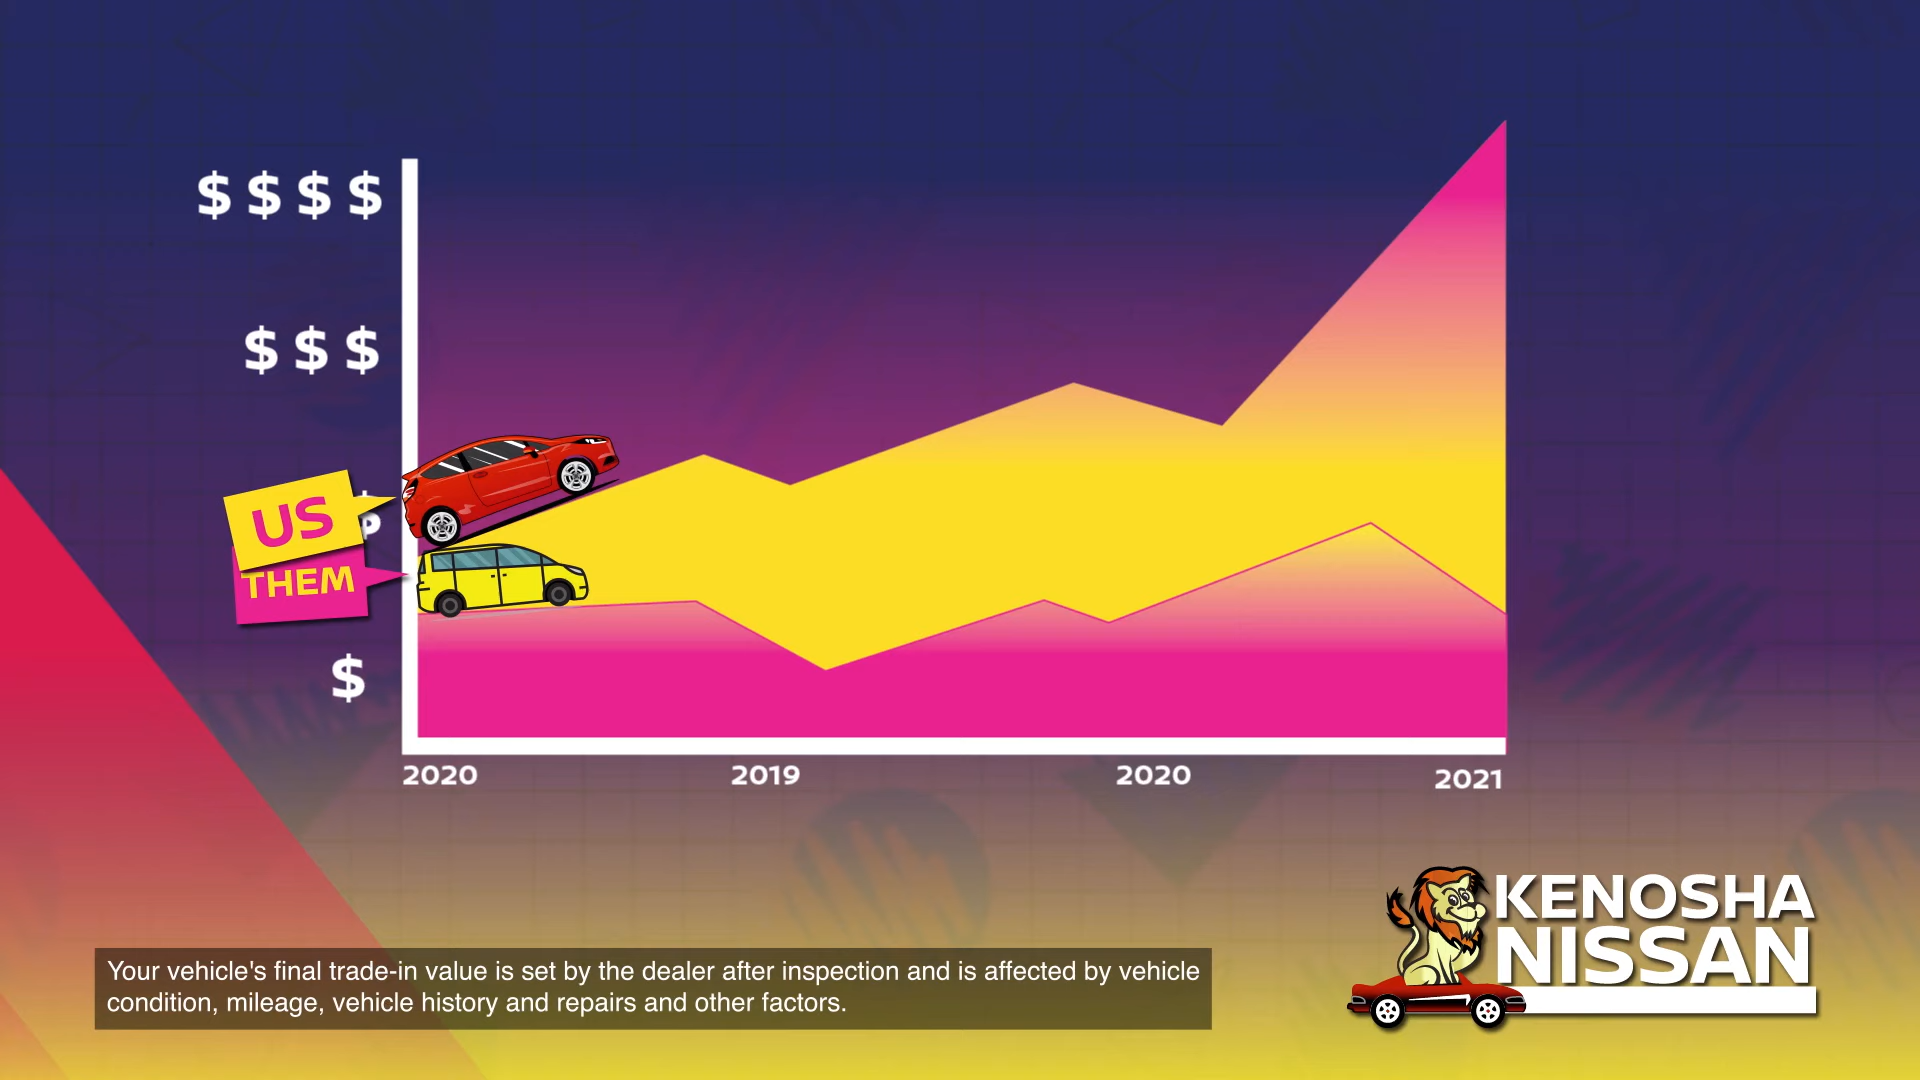 $ $ $ $
$ $ $
US
THEM
$
2020 2019 2020 2021
KENOSHA
NISSAN
Your vehicle's final trade-in value is set by the dealer after inspection and is affected by vehicle
condition, mileage, vehicle history and repairs and other factors.